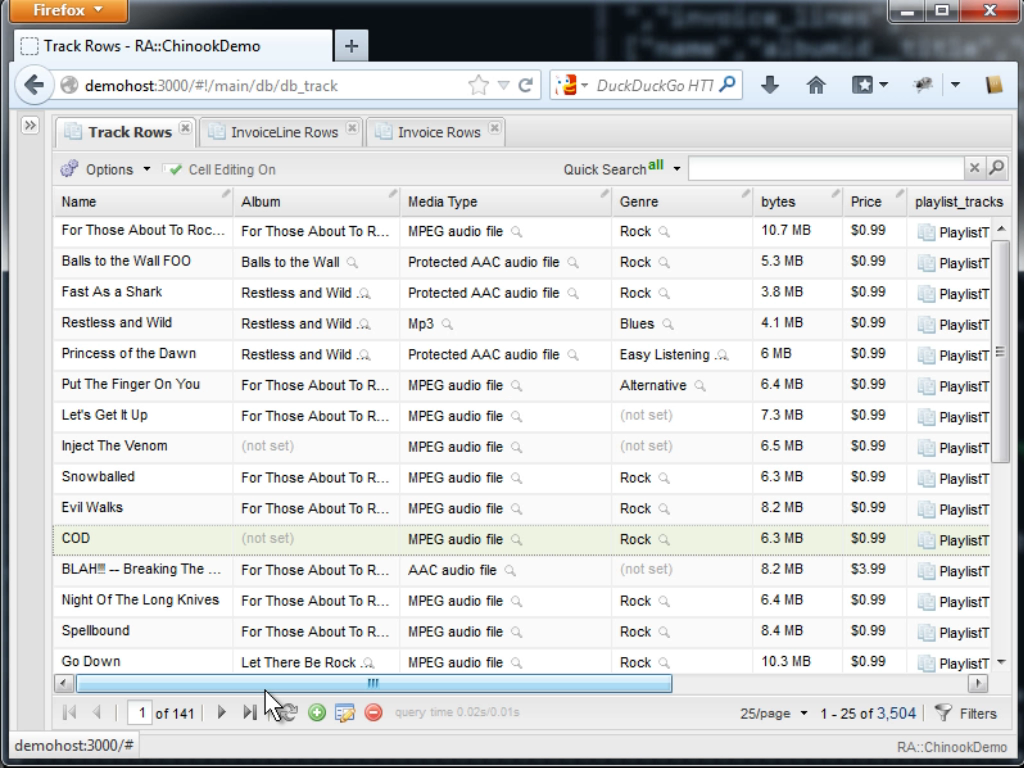 Firefox
","invoice_lines"
Track Rows - RA::ChinookDemo
["name","albumid__title",
demohost:3000/#!/main/db/db_track
DuckDuckGo HTT
Track Rows InvoiceLine Rows Invoice Rows
Options Cell Editing On Quick Search all
Name Album Media Type Genre bytes Price playlist_tracks
For Those About To Roc... For Those About To R... MPEG audio file Rock 10.7 MB $0.99 PlaylistT
Balls to the Wall FOO Balls to the Wall Protected AAC audio file Rock 5.3 MB $0.99 PlaylistT
Fast As a Shark Restless and Wild . Protected AAC audio file Rock 3.8 MB $0.99 PlaylistT
Restless and Wild Restless and Wild . Mp3 Blues 4.1 MB $0.99 PlaylistT
Princess of the Dawn Restless and Wild . Protected AAC audio file Easy Listening . 6 MB $0.99 PlaylistT
Put The Finger On You For Those About To R... MPEG audio file Alternative 6.4 MB $0.99 PlaylistT
Let's Get It Up For Those About To R... MPEG audio file (not set) 7.3 MB $0.99 PlaylistT
Inject The Venom (not set) MPEG audio file (not set) 6.5 MB $0.99 PlaylistT
Snowballed For Those About To R... MPEG audio file Rock 6.3 MB $0.99 PlaylistT
Evil Walks For Those About To R... MPEG audio file Rock 8.2 MB $0.99 PlaylistT
COD (not set) MPEG audio file Rock 6.3 MB $0.99 PlaylistT
BLAH!!! -- Breaking The ... For Those About To R... AAC audio file (not set) 8.2 MB $3.99 PlaylistT
Night Of The Long Knives For Those About To R... MPEG audio file Rock 6.4 MB $0.99 PlaylistT
Spellbound For Those About To R... MPEG audio file Rock 8.4 MB $0.99 PlaylistT
Go Down Let There Be Rock . MPEG audio file Rock 10.3 MB $0.99 PlaylistT
1 of 141 query time 0.02s/0.01s 25/page 1 - 25 of 3,504 Filters
demohost:3000/# RA::ChinookDemo